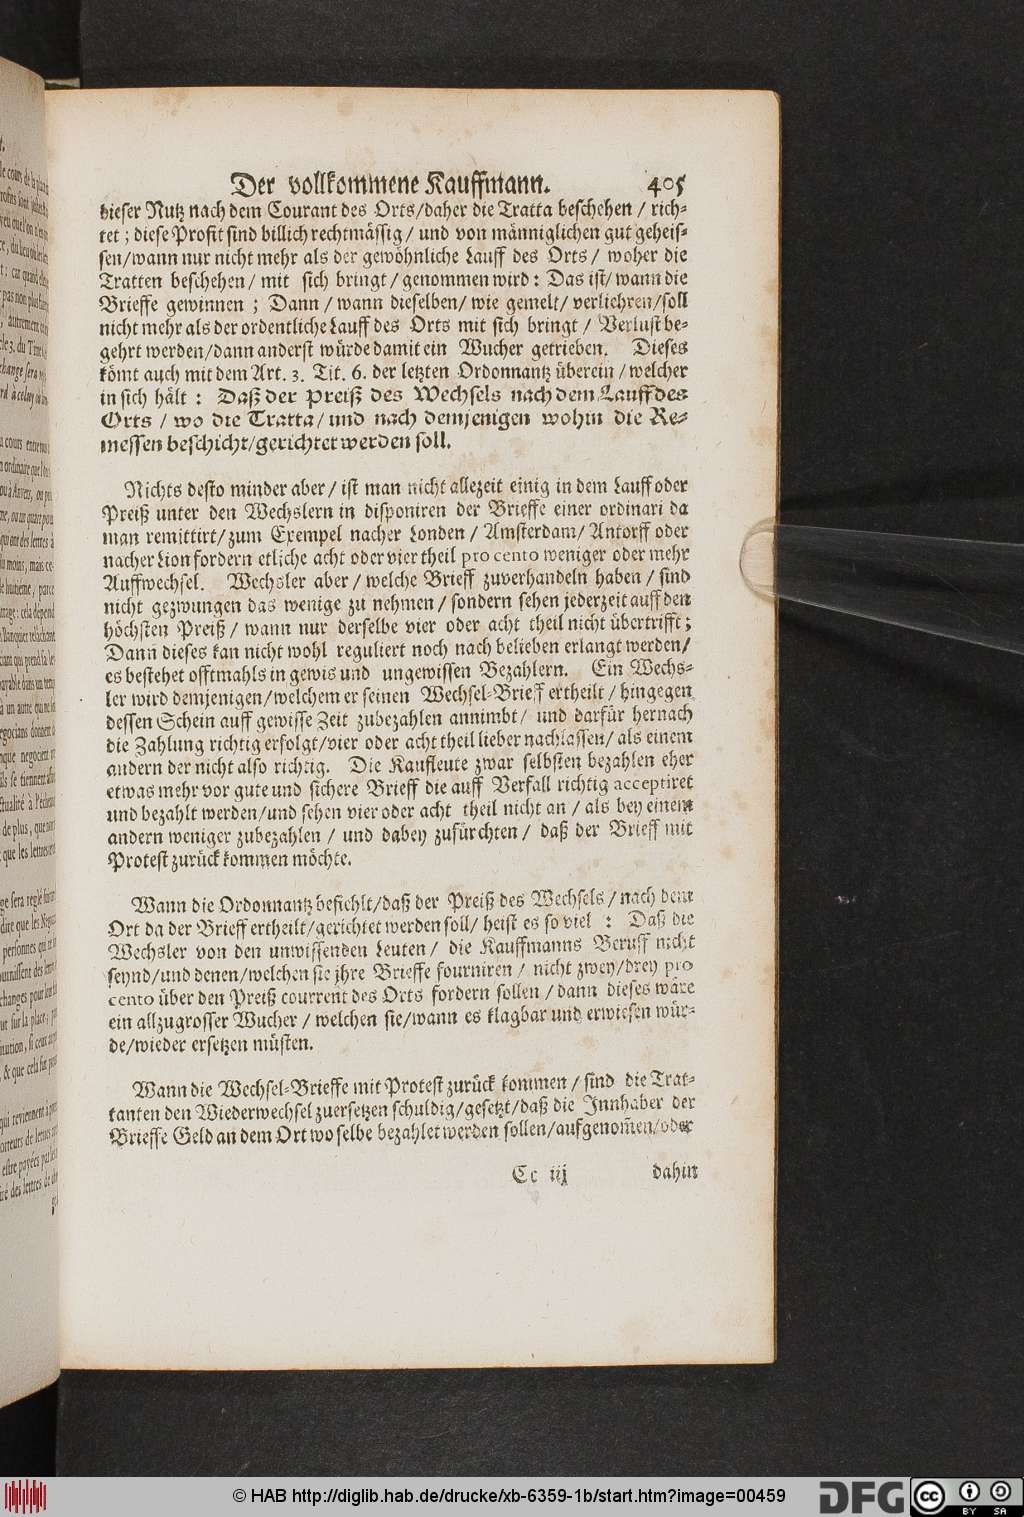 Der vollkommene Kauffmann. 405
dieser Nutz nach dem Courant des Orts/daher die Tratta beschehen / rich-
tet ; diese Profit sind billich rechtmässig / und von männiglichen gut geheis-
sen/wann nur nicht mehr als der gewöhnliche Lauff des Orts / woher die
Tratten beschehen/ mit sich bringt / genommen wird : Das ist/ wann die
Brieffe gewinnen ; Dann / wann dieselben/ wie gemelt/ verliehren/soll
nicht mehr als der ordentliche Lauff des Orts mit sich bringt / Verlust be-
gehrt werden/dann anderst würde damit ein Wucher getrieben. Dieses
kömt auch mit dem Art. 3. Tit. 6. der letzten Ordonnantz überein / welcher
in sich hält : Daß der Preiß des Wechsels nach dem Lauff des
Orts / wo die Tratta / und nach demjenigen wohin die Re-
messen beschicht/gerichtet werden soll.
Nichts desto minder aber / ist man nicht allezeit einig in dem Lauff oder
Preiß unter den Wechslern in disponiren der Brieffe einer ordinari da
man remittirt/ zum Exempel nacher Londen / Amsterdam/ Antorff oder
nacher Lion fordern etliche acht oder vier theil pro cento weniger oder mehr
Auffwechsel. Wechsler aber / welche Brieff zuverhandeln haben / sind
nicht gezwungen das wenige zu nehmen / sondern sehen jederzeit auff den
höchsten Preiß / wann nur derselbe vier oder acht theil nicht übertrifft ;
Dann dieses kan nicht wohl reguliert noch nach belieben erlangt werden/
es bestehet offtmahls in gewis und ungewissen Bezahlern. Ein Wechs-
ler wird demjenigen/welchem er seinen Wechsel-Brieff ertheilt / hingegen
dessen Schein auff gewisse Zeit zubezahlen annimbt / und darfür hernach
die Zahlung richtig erfolgt/vier oder acht theil lieber nachlassen/ als einem
andern der nicht also richtig. Die Kaufleute zwar selbsten bezahlen eher
etwas mehr vor gute und sichere Brieff die auff Verfall richtig acceptiret
und bezahlt werden/und sehen vier oder acht theil nicht an / als bey einem
andern weniger zubezahlen / und dabey zufürchten / daß der Brieff mit
Protest zurück kommen möchte.
Wann die Ordonnantz befiehlt/daß der Preiß des Wechsels / nach dem
Ort da der Brieff ertheilt/gerichtet werden soll/ heist es so viel : Daß die
Wechsler von den unwissenden Leuten / die Kauffmanns Beruff nicht
seynd/und denen/welchen sie jhre Brieffe fourniren / nicht zwey/drey pro
cento über den Preiß courrent des Orts fordern sollen / dann dieses wäre
ein allzugrosser Wucher / welchen sie/wann es klagbar und erwiesen wür-
de/wieder ersetzen müsten.
Wann die Wechsel-Brieffe mit Protest zurück kommen / sind die Trat-
tanten den Wiederwechsel zuersetzen schuldig/gesetzt/daß die Innhaber der
Brieffe Geld an dem Ort wo selbe bezahlet werden sollen/aufgenom̃en/oder
Cc iij dahin
© HAB http://diglib.hab.de/drucke/xb-6359-1b/start.htm?image=00459
DFG
cc BY SA